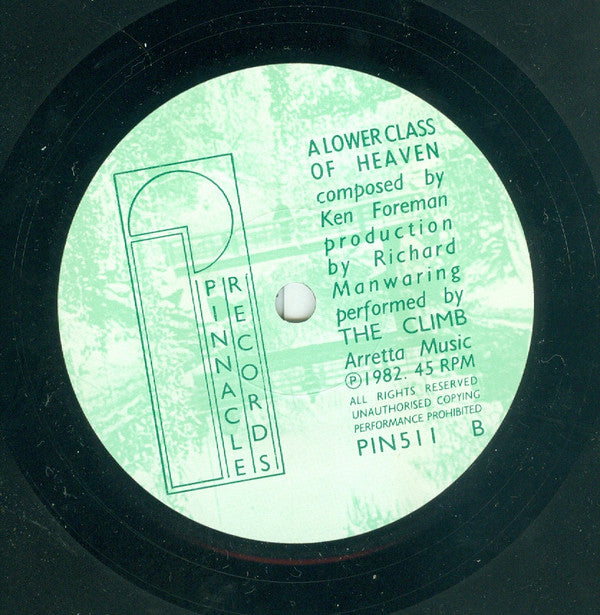 PINNACLE
RECORDS
A LOWER CLASS
OF HEAVEN
composed by
Ken Foreman
production
by Richard
Manwaring
performed by
THE CLIMB
Arretta Music
Ⓟ1982. 45 RPM
ALL RIGHTS RESERVED
UNAUTHORISED COPYING
PERFORMANCE PROHIBITED
PIN511 B